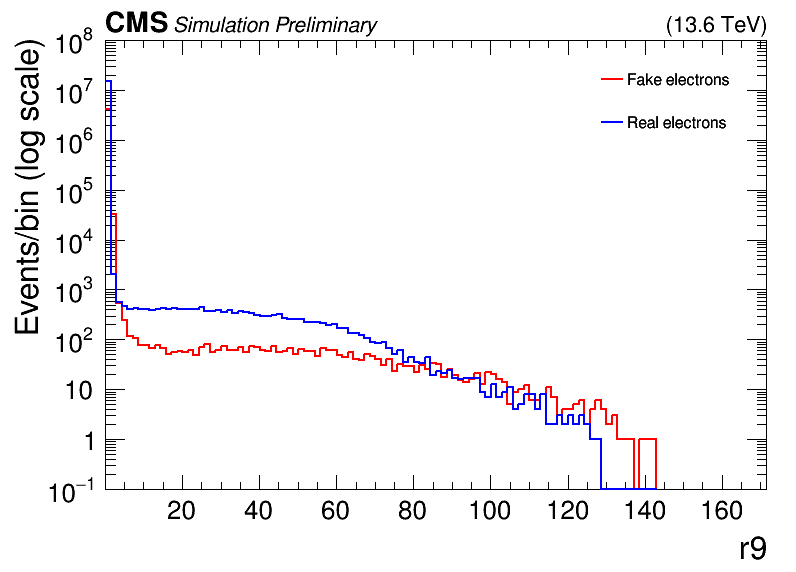 CMS Simulation Preliminary (13.6 TeV)
Events/bin (log scale)
10⁸
10⁷
10⁶
10⁵
10⁴
10³
10²
10
1
10⁻¹
Fake electrons
Real electrons
20 40 60 80 100 120 140 160
r9